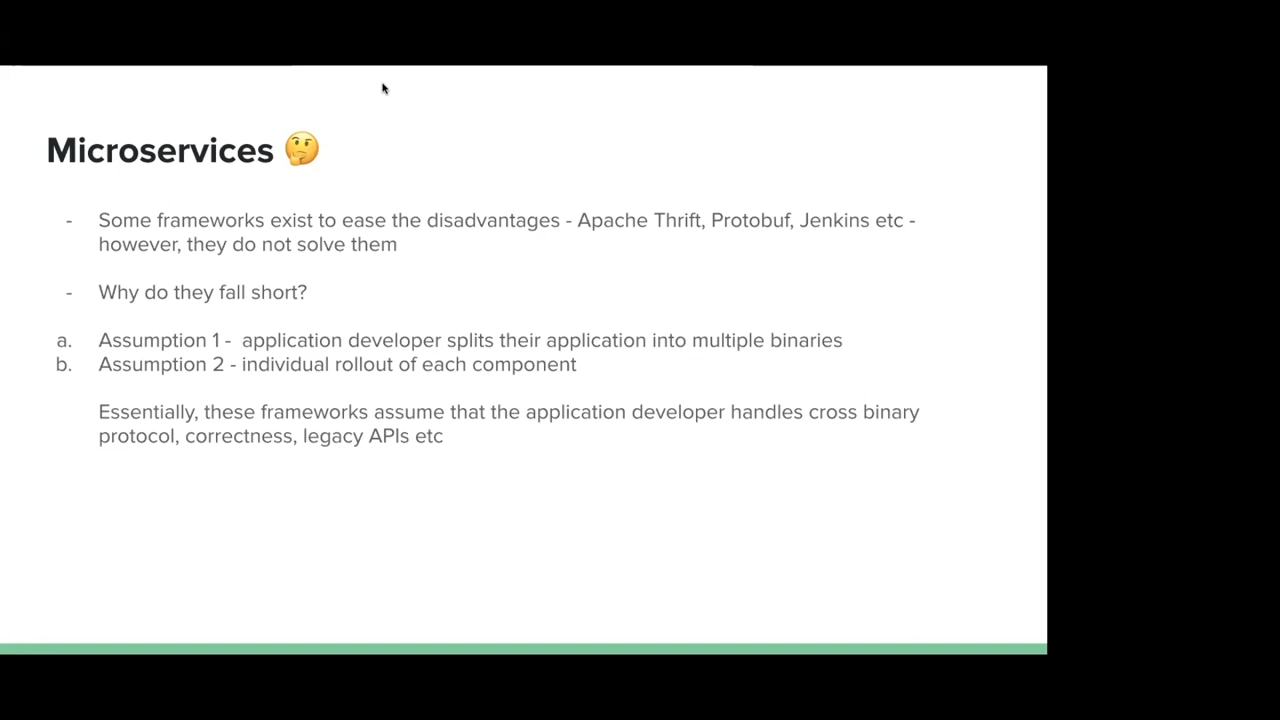 Microservices 🤔
- Some frameworks exist to ease the disadvantages - Apache Thrift, Protobuf, Jenkins etc -
however, they do not solve them
- Why do they fall short?
a. Assumption 1 -  application developer splits their application into multiple binaries
b. Assumption 2 - individual rollout of each component
Essentially, these frameworks assume that the application developer handles cross binary
protocol, correctness, legacy APIs etc